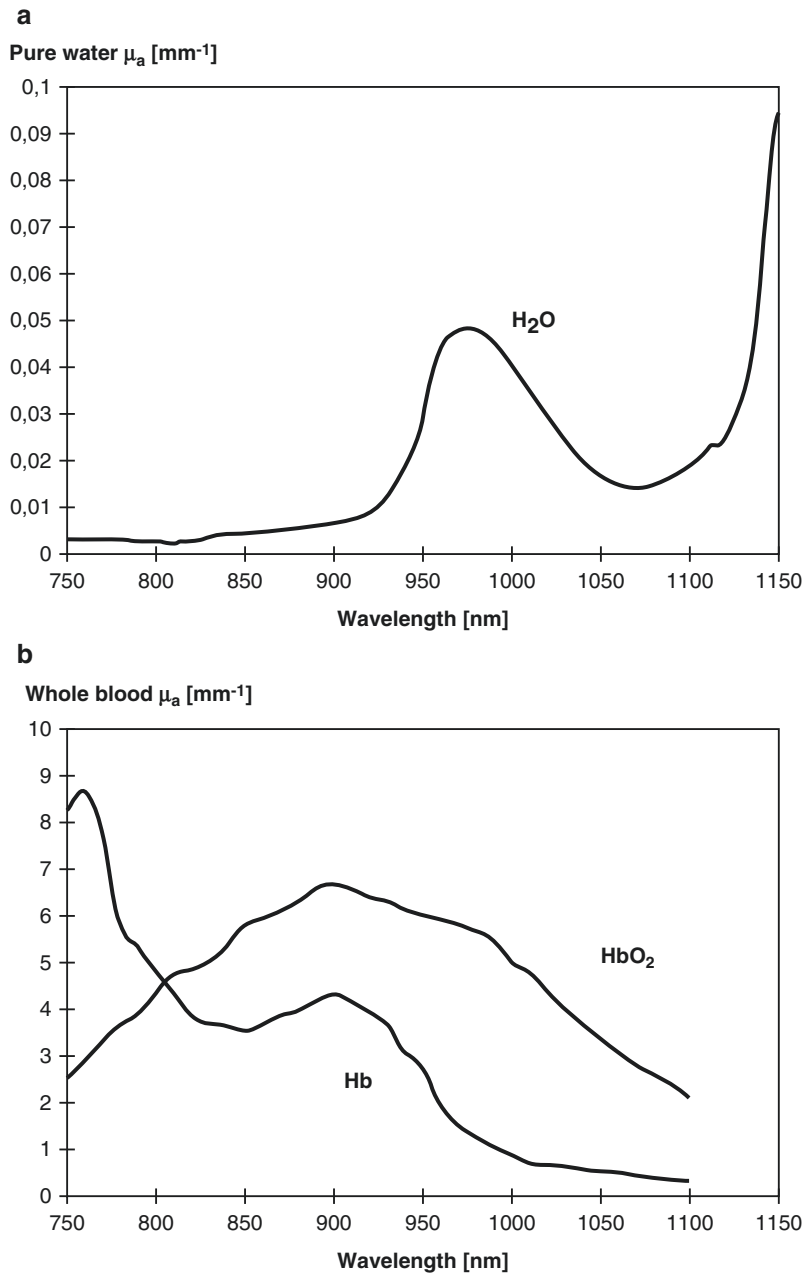 a
Pure water μa [mm-1]
0,1
0,09
0,08
0,07
0,06
0,05
0,04
0,03
0,02
0,01
0
H2O
750 800 850 900 950 1000 1050 1100 1150
Wavelength [nm]
b
Whole blood μa [mm-1]
10
9
8
7
6
5
4
3
2
1
0
HbO2
Hb
750 800 850 900 950 1000 1050 1100 1150
Wavelength [nm]